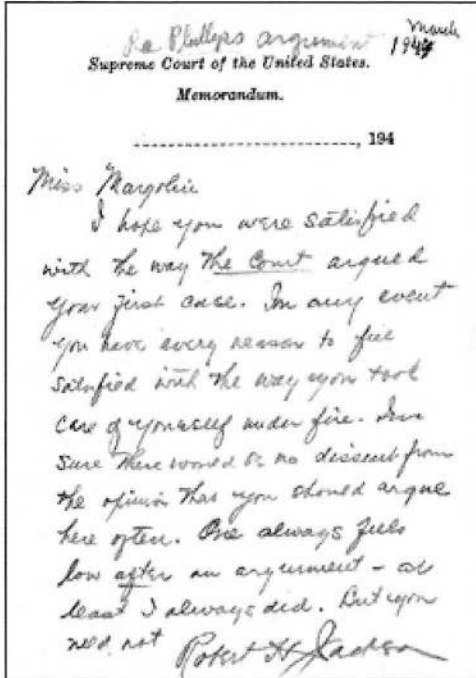 Re Phillips argument March
194
Supreme Court of the United States.
Memorandum.
, 194
Miss Margolin
I hope you were satisfied
with the way the Court argued
your first case. In any event
you have every reason to feel
satisfied with the way you took
care of yourself under fire. I'm
sure there would be no dissent from
the opinion that you should argue
here often. One always feels
low after an argument - at
least I always did. But you
need not Robert H Jackson